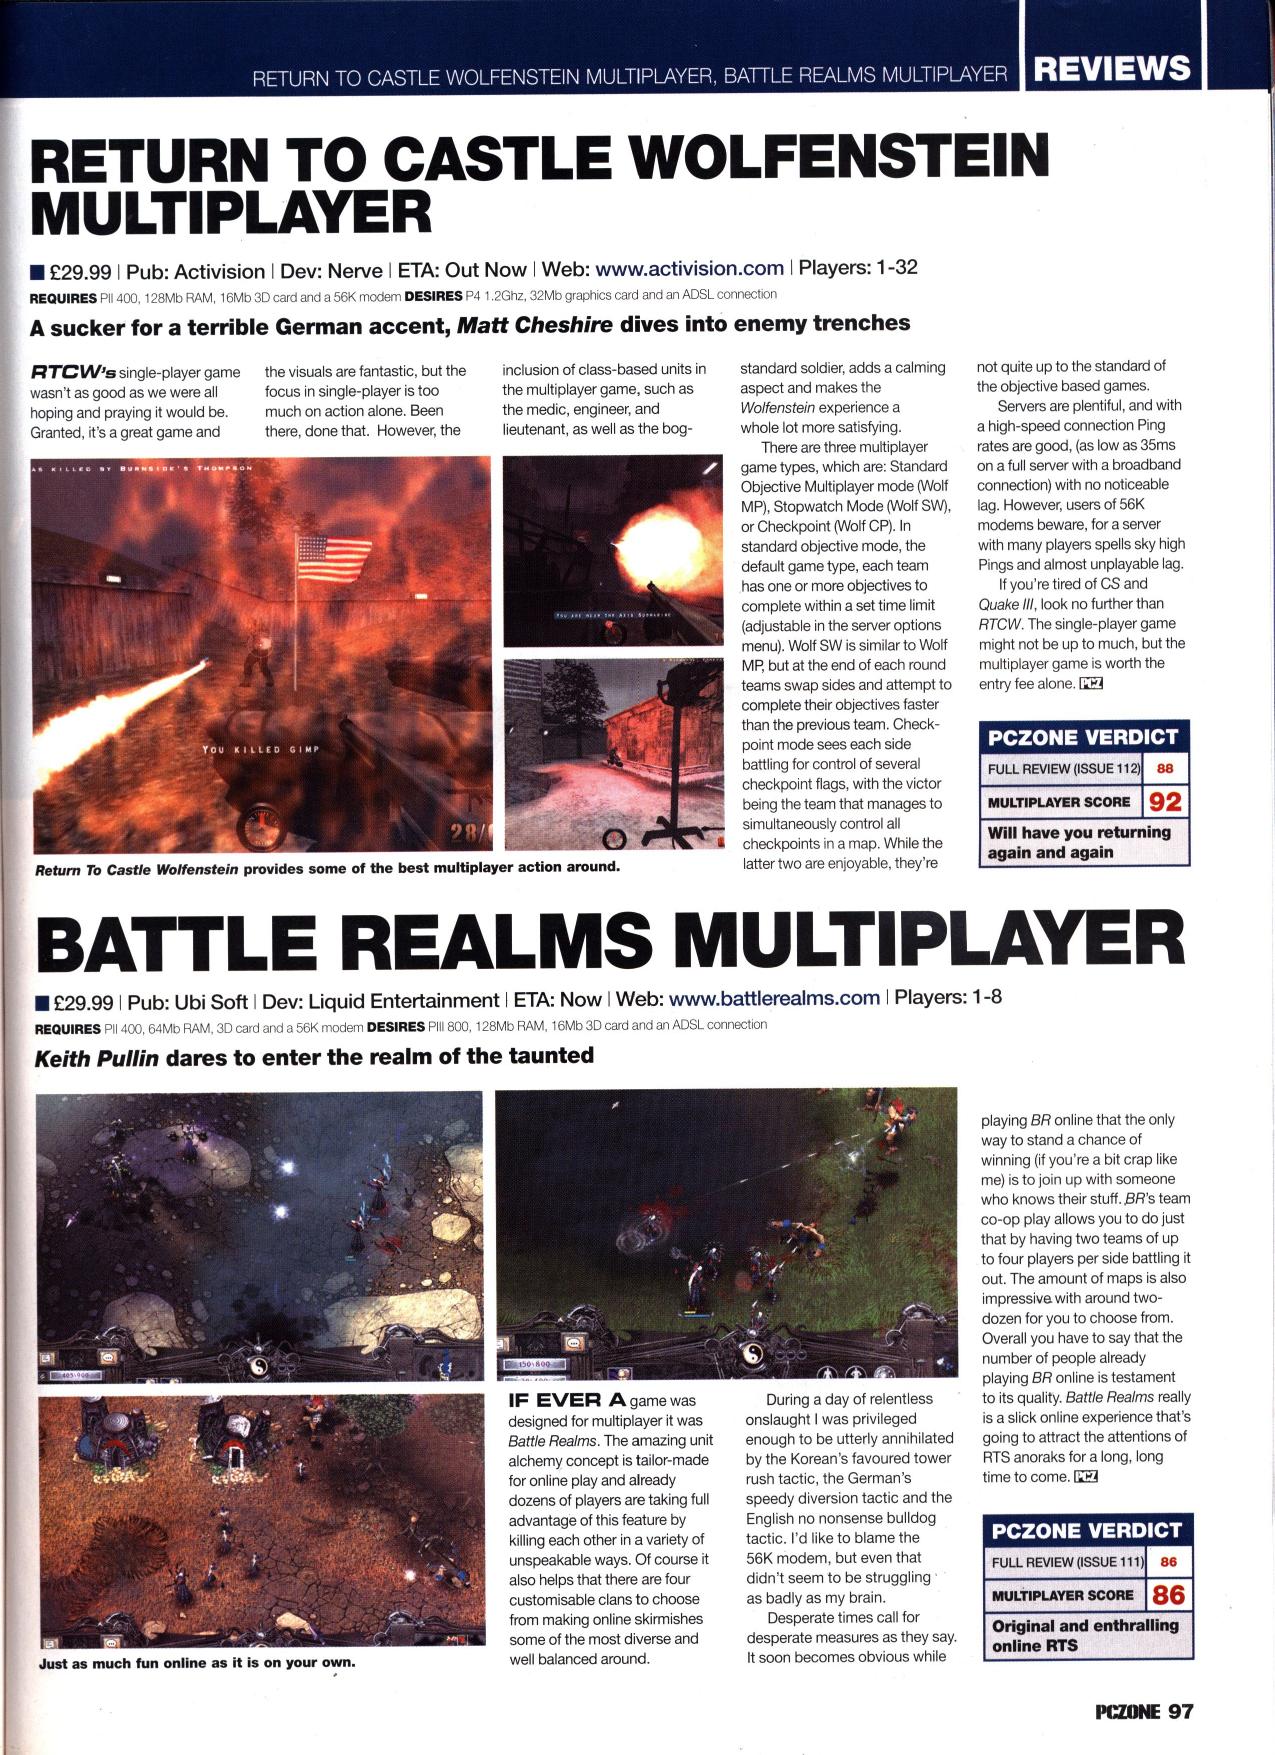 RETURN TO CASTLE WOLFENSTEIN MULTIPLAYER, BATTLE REALMS MULTIPLAYER
REVIEWS
RETURN TO CASTLE WOLFENSTEIN
MULTIPLAYER
£29.99 | Pub: Activision | Dev: Nerve | ETA: Out Now | Web: www.activision.com | Players: 1-32
REQUIRES PII 400, 128Mb RAM, 16Mb 3D card and a 56K modem DESIRES P4 1.2Ghz, 32Mb graphics card and an ADSL connection
A sucker for a terrible German accent, Matt Cheshire dives into enemy trenches
RTCW's single-player game
wasn't as good as we were all
hoping and praying it would be.
Granted, it's a great game and
the visuals are fantastic, but the
focus in single-player is too
much on action alone. Been
there, done that. However, the
inclusion of class-based units in
the multiplayer game, such as
the medic, engineer, and
lieutenant, as well as the bog-
standard soldier, adds a calming
aspect and makes the
Wolfenstein experience a
whole lot more satisfying.
There are three multiplayer
game types, which are: Standard
Objective Multiplayer mode (Wolf
MP), Stopwatch Mode (Wolf SW),
or Checkpoint (Wolf CP). In
standard objective mode, the
default game type, each team
has one or more objectives to
complete within a set time limit
(adjustable in the server options
menu). Wolf SW is similar to Wolf
MP, but at the end of each round
teams swap sides and attempt to
complete their objectives faster
than the previous team. Check-
point mode sees each side
battling for control of several
checkpoint flags, with the victor
being the team that manages to
simultaneously control all
checkpoints in a map. While the
latter two are enjoyable, they're
not quite up to the standard of
the objective based games.
Servers are plentiful, and with
a high-speed connection Ping
rates are good, (as low as 35ms
on a full server with a broadband
connection) with no noticeable
lag. However, users of 56K
modems beware, for a server
with many players spells sky high
Pings and almost unplayable lag.
If you're tired of CS and
Quake III, look no further than
RTCW. The single-player game
might not be up to much, but the
multiplayer game is worth the
entry fee alone. PCZ
AS KILLED BY BURNSIDE'S THOMPSON
YOU KILLED GIMP
28/
YOU ARE NEAR THE AXIS SUBMARINE
Return To Castle Wolfenstein provides some of the best multiplayer action around.
PCZONE VERDICT
FULL REVIEW (ISSUE 112) 88
MULTIPLAYER SCORE 92
Will have you returning
again and again
BATTLE REALMS MULTIPLAYER
£29.99 | Pub: Ubi Soft | Dev: Liquid Entertainment | ETA: Now | Web: www.battlerealms.com | Players: 1-8
REQUIRES PII 400, 64Mb RAM, 3D card and a 56K modem DESIRES PIII 800, 128Mb RAM, 16Mb 3D card and an ADSL connection
Keith Pullin dares to enter the realm of the taunted
Just as much fun online as it is on your own.
IF EVER A game was
designed for multiplayer it was
Battle Realms. The amazing unit
alchemy concept is tailor-made
for online play and already
dozens of players are taking full
advantage of this feature by
killing each other in a variety of
unspeakable ways. Of course it
also helps that there are four
customisable clans to choose
from making online skirmishes
some of the most diverse and
well balanced around.
During a day of relentless
onslaught I was privileged
enough to be utterly annihilated
by the Korean's favoured tower
rush tactic, the German's
speedy diversion tactic and the
English no nonsense bulldog
tactic. I'd like to blame the
56K modem, but even that
didn't seem to be struggling
as badly as my brain.
Desperate times call for
desperate measures as they say.
It soon becomes obvious while
playing BR online that the only
way to stand a chance of
winning (if you're a bit crap like
me) is to join up with someone
who knows their stuff. BR's team
co-op play allows you to do just
that by having two teams of up
to four players per side battling it
out. The amount of maps is also
impressive with around two-
dozen for you to choose from.
Overall you have to say that the
number of people already
playing BR online is testament
to its quality. Battle Realms really
is a slick online experience that's
going to attract the attentions of
RTS anoraks for a long, long
time to come. PCZ
PCZONE VERDICT
FULL REVIEW (ISSUE 111) 86
MULTIPLAYER SCORE 86
Original and enthralling
online RTS
PCZONE 97